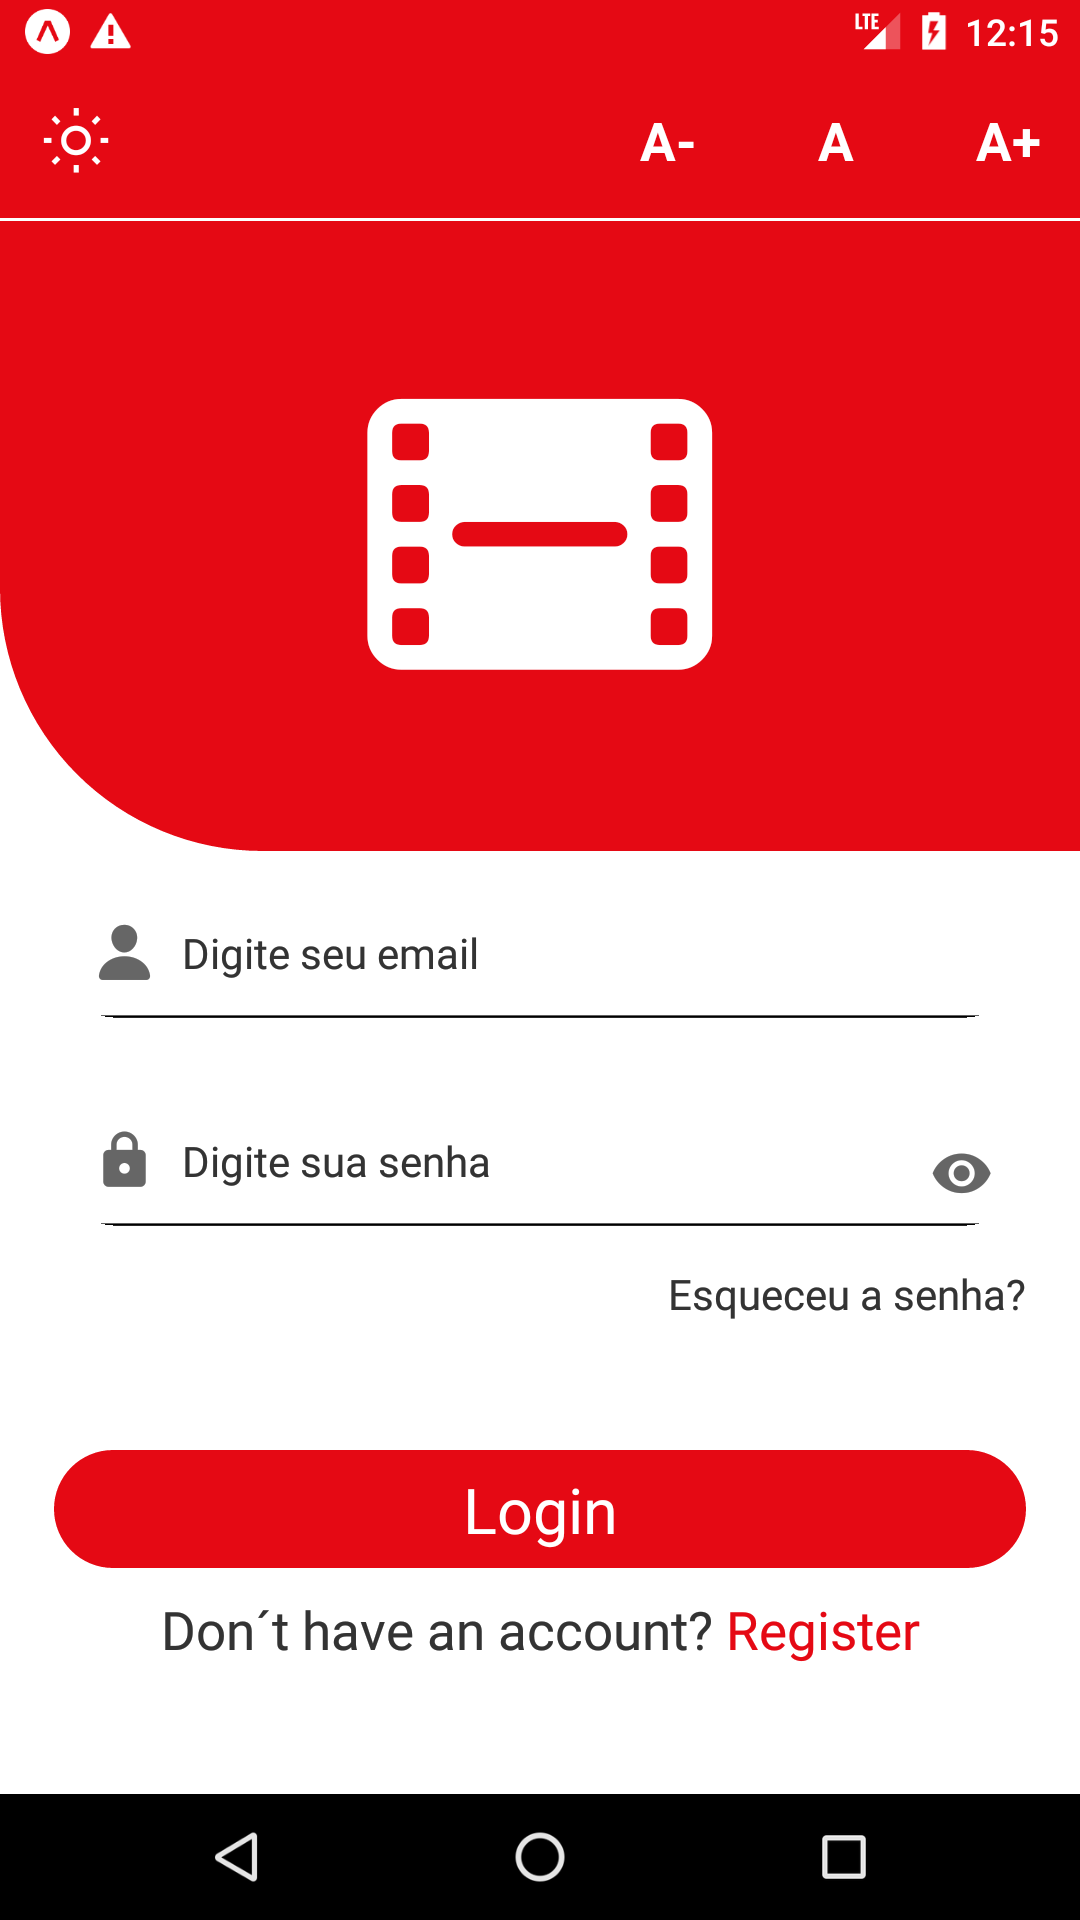 LTE 12:15
A- A A+
Digite seu email
Digite sua senha
Esqueceu a senha?
Login
Don´t have an account? Register